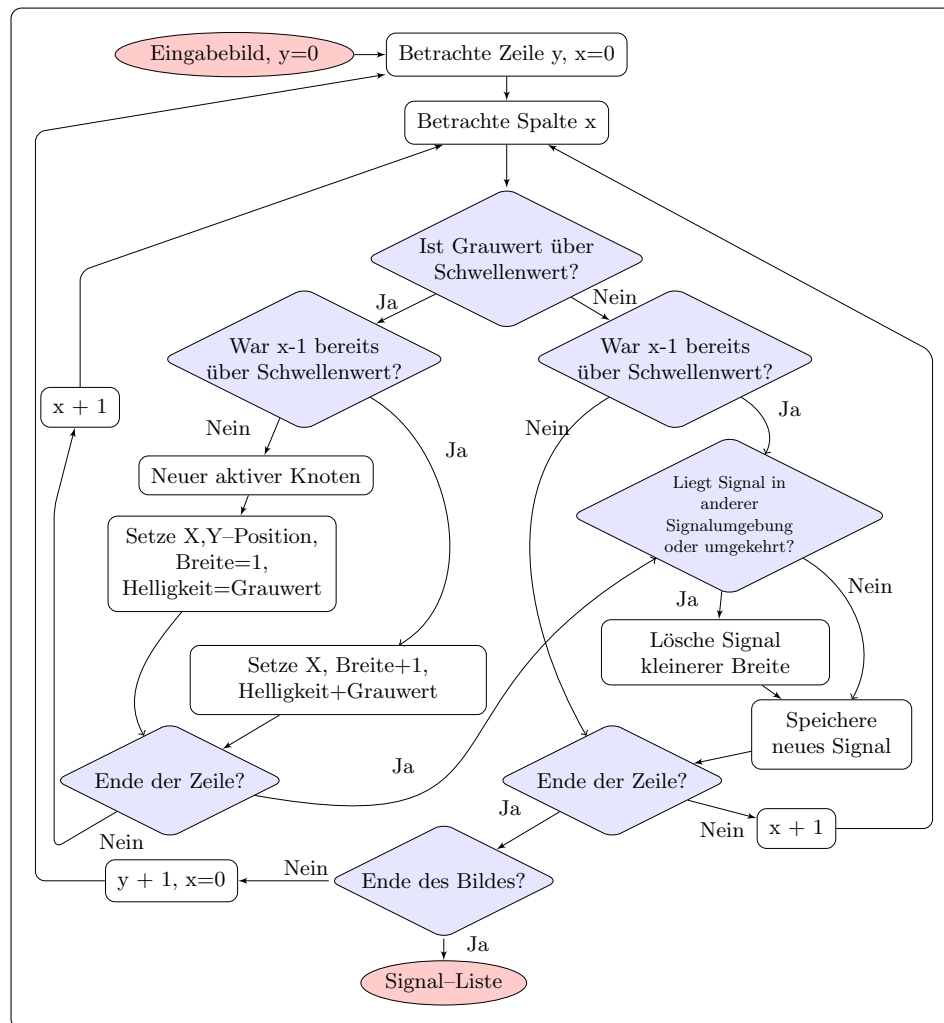 Eingabebild, y=0
Betrachte Zeile y, x=0
Betrachte Spalte x
Ist Grauwert über
Schwellenwert?
Ja
Nein
War x-1 bereits
über Schwellenwert?
War x-1 bereits
über Schwellenwert?
x + 1
Nein
Ja
Nein
Ja
Neuer aktiver Knoten
Liegt Signal in
anderer
Signalumgebung
oder umgekehrt?
Setze X,Y–Position,
Breite=1,
Helligkeit=Grauwert
Ja
Nein
Lösche Signal
kleinerer Breite
Setze X, Breite+1,
Helligkeit+Grauwert
Speichere
neues Signal
Ende der Zeile?
Ja
Ende der Zeile?
Nein
Ja
Nein
x + 1
y + 1, x=0
Nein
Ende des Bildes?
Ja
Signal–Liste